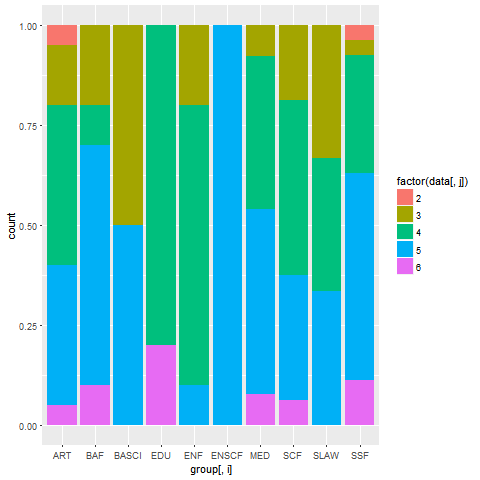 1.00
0.75
0.50
0.25
0.00
count
ART BAF BASCI EDU ENF ENSCF MED SCF SLAW SSF
group[, i]
factor(data[, j])
2
3
4
5
6